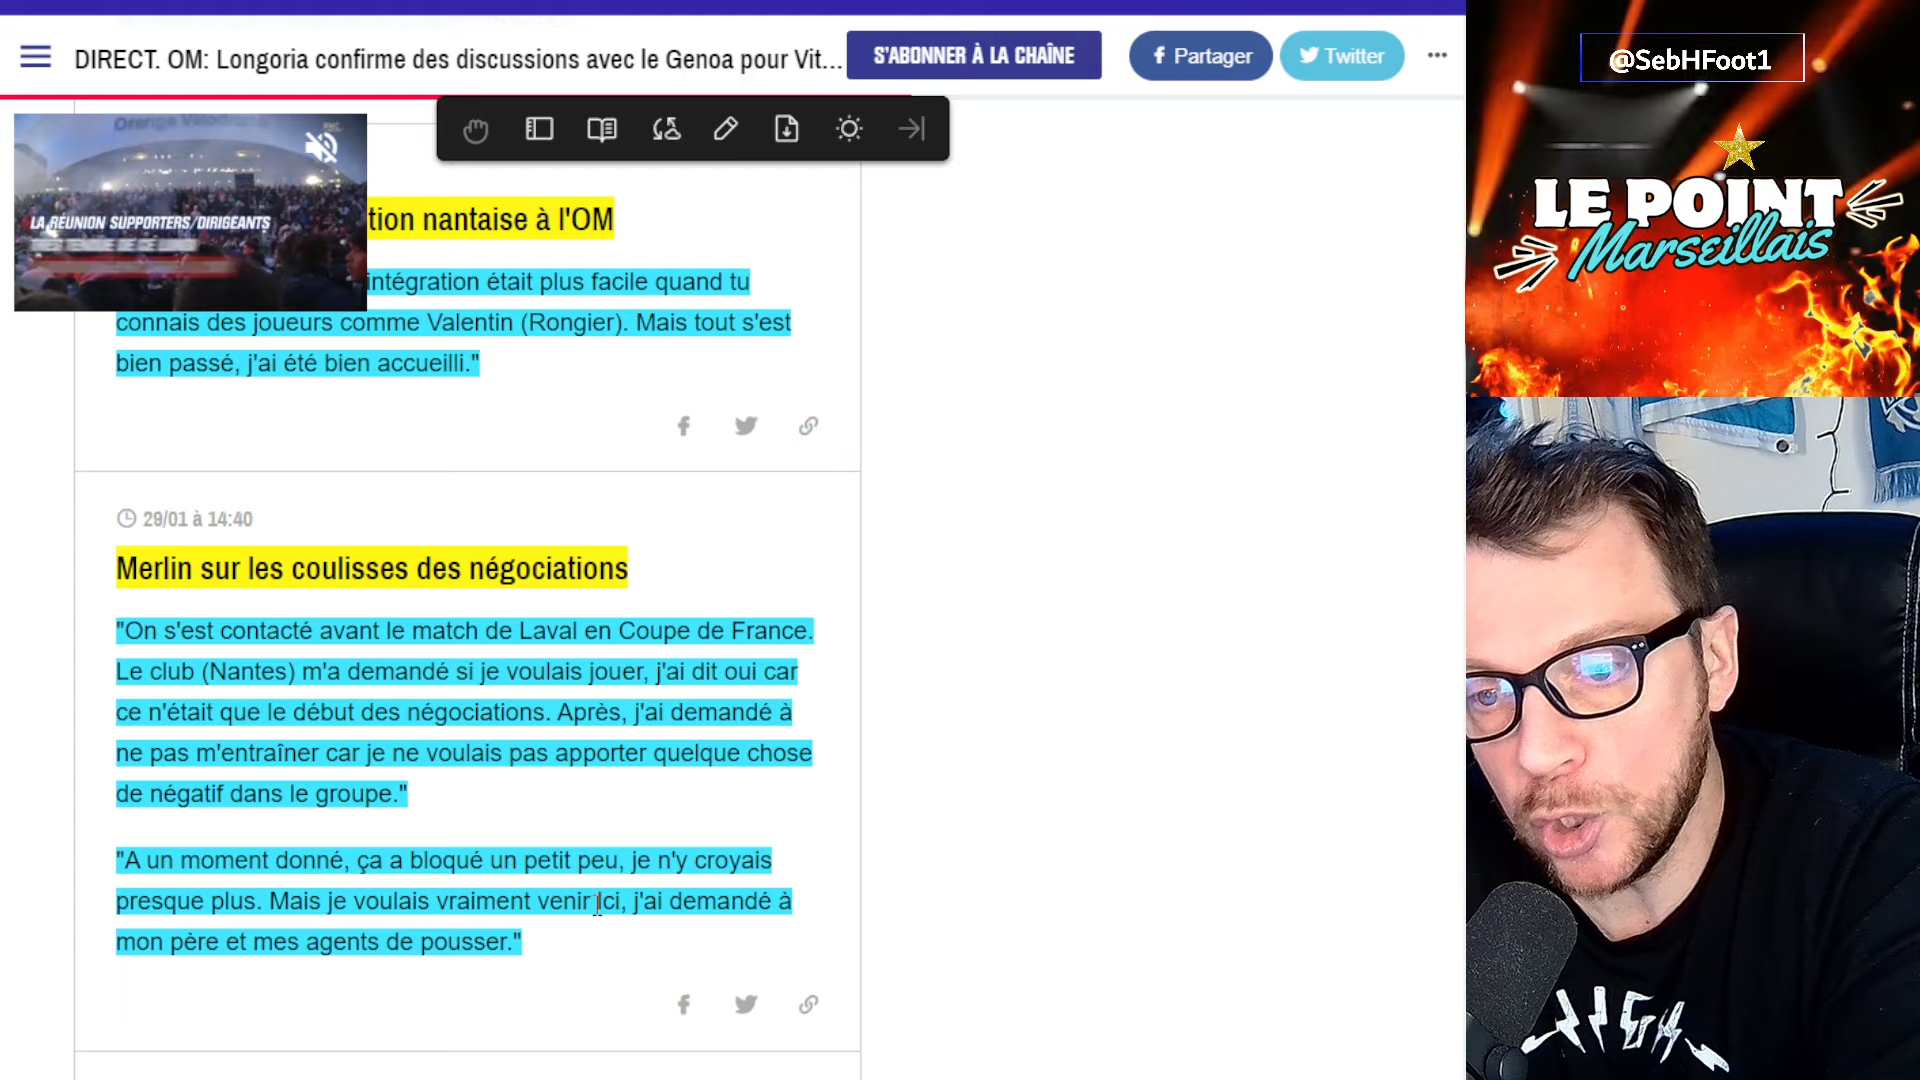 DIRECT. OM: Longoria confirme des discussions avec le Genoa pour Vit...
S'ABONNER À LA CHAÎNE
Partager
Twitter
@SebHFoot1
LE POINT
Marseillais
LA RÉUNION SUPPORTERS/DIRIGEANTS
tion nantaise à l'OM
intégration était plus facile quand tu
connais des joueurs comme Valentin (Rongier). Mais tout s'est
bien passé, j'ai été bien accueilli."
29/01 à 14:40
Merlin sur les coulisses des négociations
"On s'est contacté avant le match de Laval en Coupe de France.
Le club (Nantes) m'a demandé si je voulais jouer, j'ai dit oui car
ce n'était que le début des négociations. Après, j'ai demandé à
ne pas m'entraîner car je ne voulais pas apporter quelque chose
de négatif dans le groupe."
"A un moment donné, ça a bloqué un petit peu, je n'y croyais
presque plus. Mais je voulais vraiment venir ici, j'ai demandé à
mon père et mes agents de pousser."